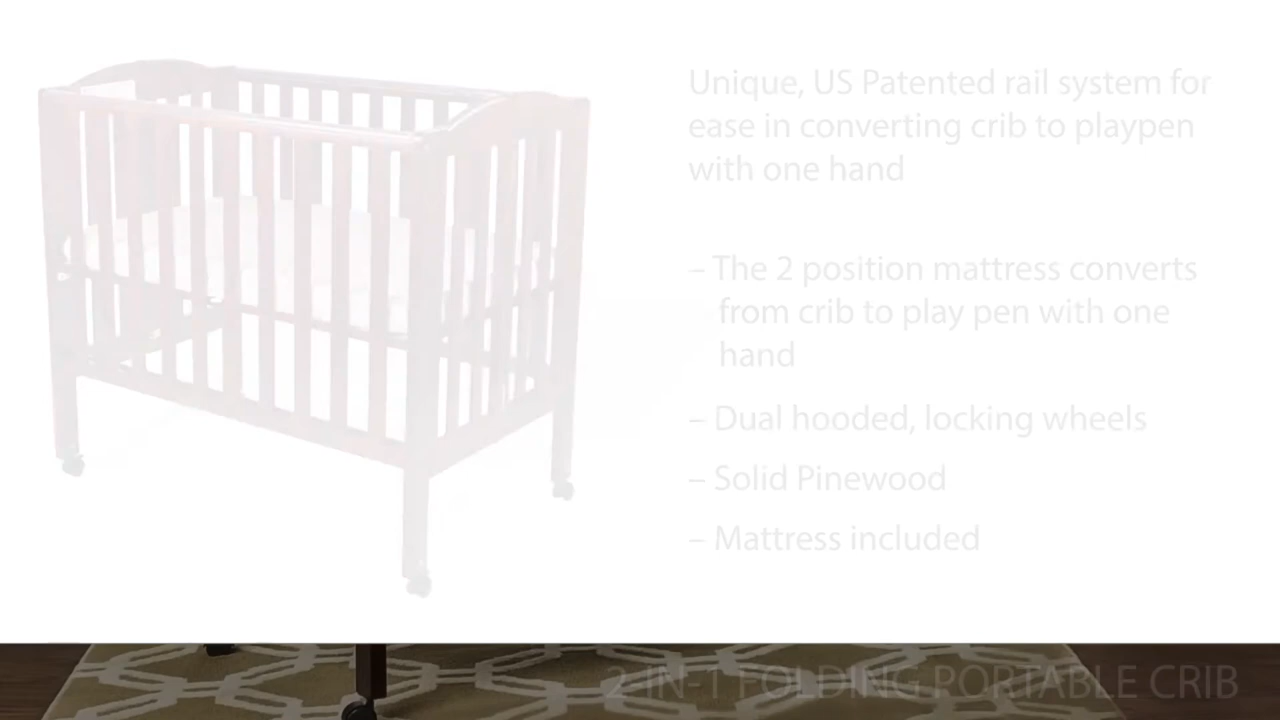 Unique, US Patented rail system for
ease in converting crib to playpen
with one hand
– The 2 position mattress converts
from crib to play pen with one
hand
– Dual hooded, locking wheels
– Solid Pinewood
– Mattress included
2-IN-1 FOLDING PORTABLE CRIB